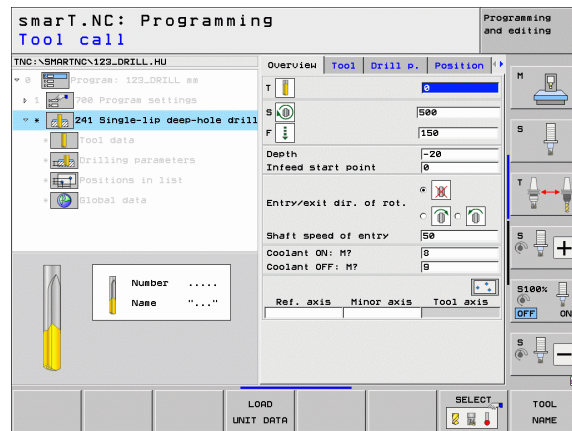 smarT.NC: Programming
Tool call
Programming
and editing
TNC:\SMARTNC\123_DRILL.HU
0 Program: 123_DRILL mm
1 700 Program settings
* 241 Single-lip deep-hole drill
* Tool data
* Drilling parameters
* Positions in list
* Global data
Overview Tool Drill p. Position
T 0
S 500
F 150
Depth -20
Infeed start point 0
Entry/exit dir. of rot.
Shaft speed of entry 50
Coolant ON: M? 8
Coolant OFF: M? 9
Ref. axis Minor axis Tool axis
Number .....
Name "..."
M
S
T
S
S100%
OFF ON
S
LOAD
UNIT DATA
SELECT
TOOL
NAME